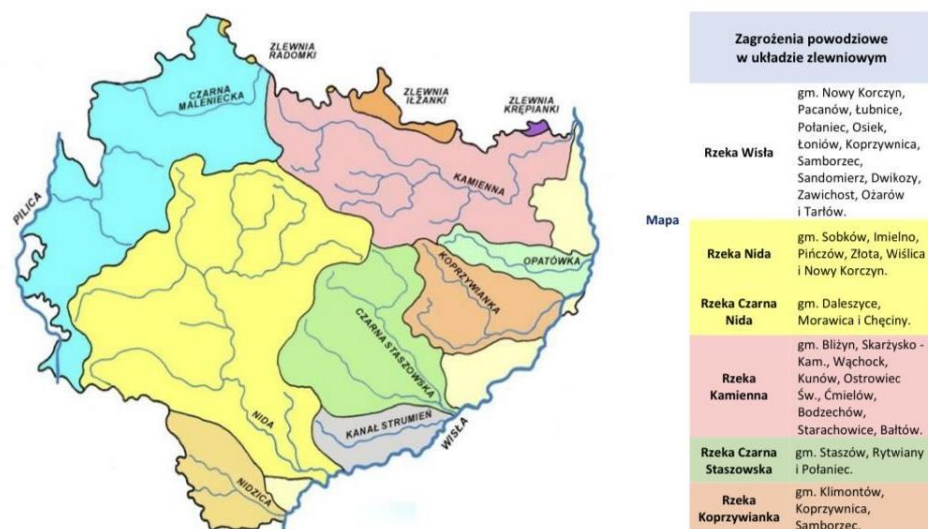 ZLEWNIA
RADOMKI
CZARNA
MALENIECKA
ZLEWNIA
IŁŻANKI
ZLEWNIA
KRĘPIANKI
KAMIENNA
PILICA
OPATÓWKA
KOPRZYWIANKA
CZARNA STASZOWSKA
NIDA
KANAŁ STRUMIEŃ
WISŁA
NIDZICA
Mapa
Zagrożenia powodziowe
w układzie zlewniowym
Rzeka Wisła
gm. Nowy Korczyn,
Pacanów, Łubnice,
Połaniec, Osiek,
Łoniów, Koprzywnica,
Samborzec,
Sandomierz, Dwikozy,
Zawichost, Ożarów
i Tarłów.
Rzeka Nida
gm. Sobków, Imielno,
Pińczów, Złota, Wiślica
i Nowy Korczyn.
Rzeka Czarna
Nida
gm. Daleszyce,
Morawica i Chęciny.
Rzeka
Kamienna
gm. Bliżyn, Skarżysko -
Kam., Wąchock,
Kunów, Ostrowiec
Św., Ćmielów,
Bodzechów,
Starachowice, Bałtów.
Rzeka Czarna
Staszowska
gm. Staszów, Rytwiany
i Połaniec.
Rzeka
Koprzywianka
gm. Klimontów,
Koprzywnica,
Samborzec.